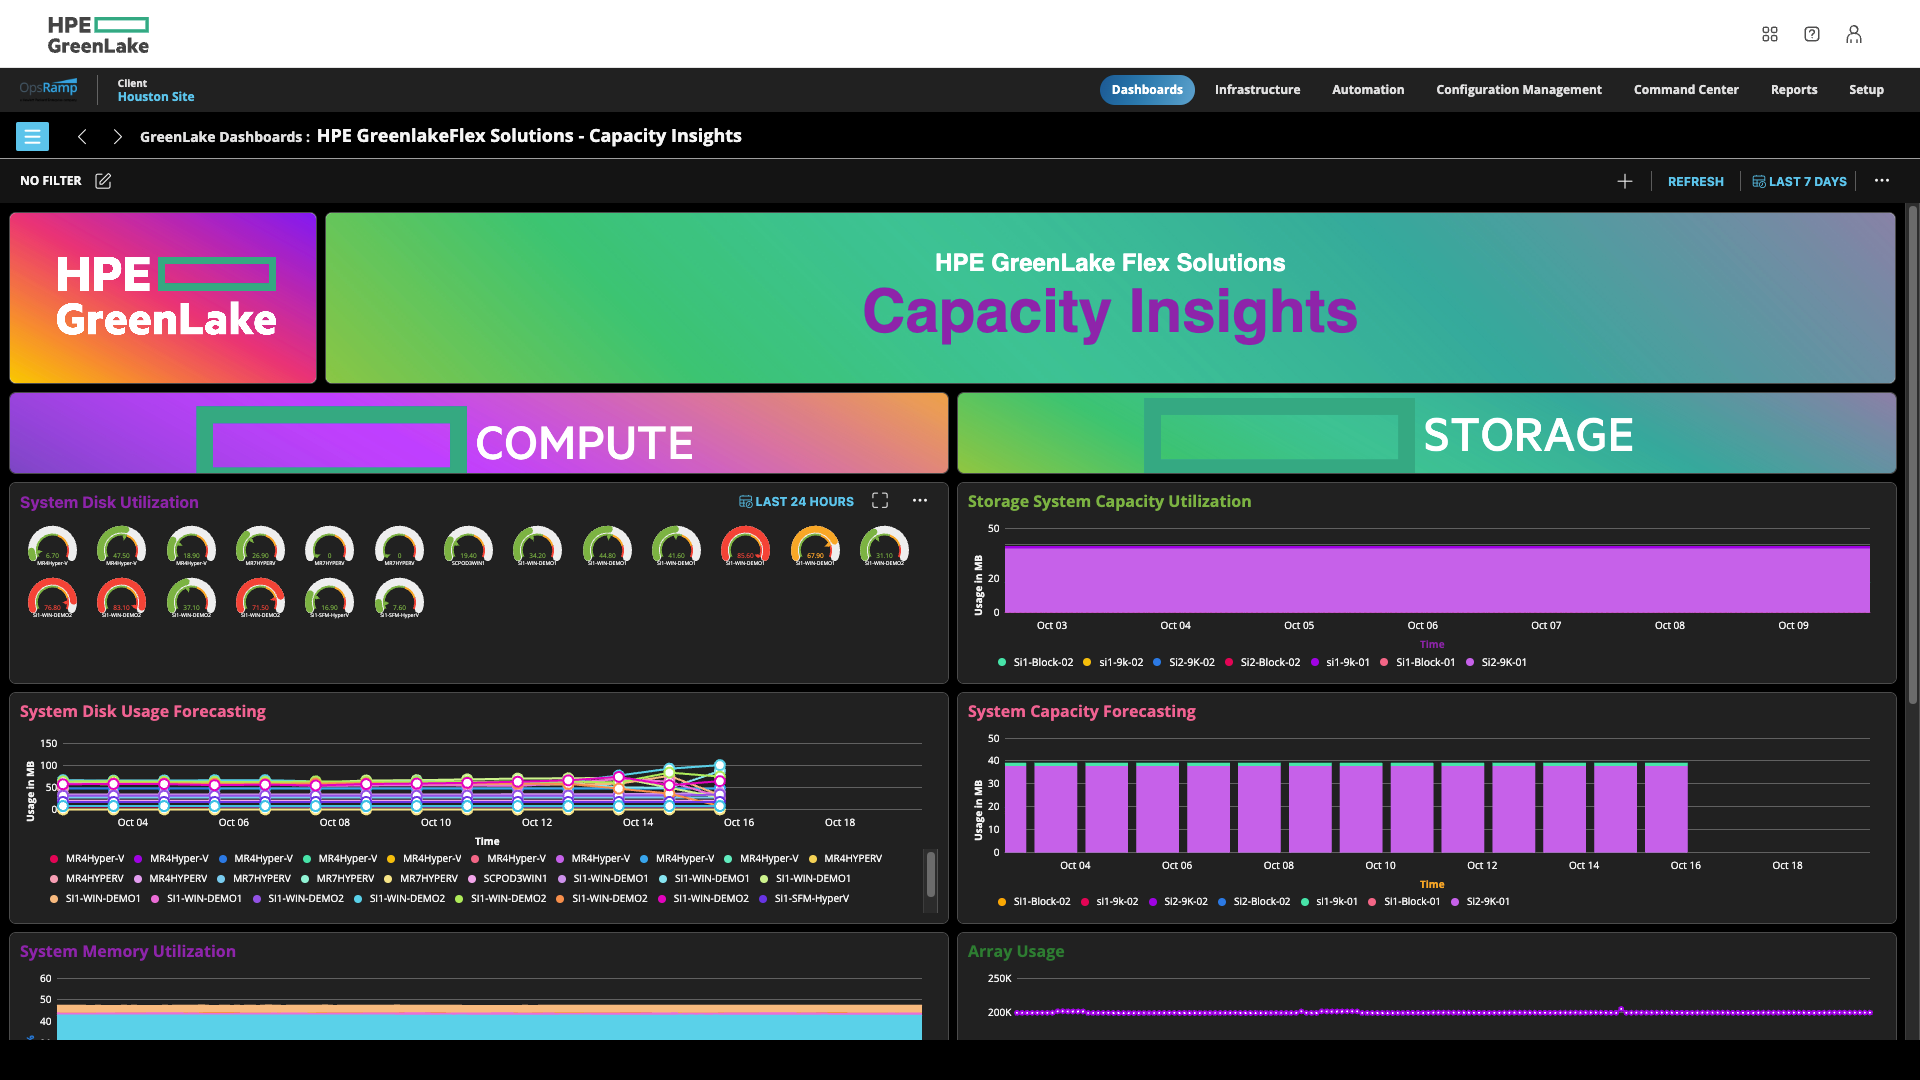 HPE
GreenLake
OpsRamp
Client
Houston Site
Dashboards Infrastructure Automation Configuration Management Command Center Reports Setup
GreenLake Dashboards : HPE GreenlakeFlex Solutions - Capacity Insights
NO FILTER
REFRESH LAST 7 DAYS
HPE
GreenLake
HPE GreenLake Flex Solutions
Capacity Insights
COMPUTE
STORAGE
System Disk Utilization
LAST 24 HOURS
6.70 47.50 18.90 26.90 0 0 19.40 34.20 44.80 41.60 85.60 67.90 31.10
MR4Hyper-V MR4Hyper-V MR4Hyper-V MR7HYPERV MR7HYPERV MR7HYPERV SCPOD3WIN1 SI1-WIN-DEMO1 SI1-WIN-DEMO1 SI1-WIN-DEMO1 SI1-WIN-DEMO1 SI1-WIN-DEMO1 SI1-WIN-DEMO2
76.80 83.10 37.10 71.50 16.90 7.60
SI1-WIN-DEMO2 SI1-WIN-DEMO2 SI1-WIN-DEMO2 SI1-WIN-DEMO2 SI1-SFM-HyperV SI1-SFM-HyperV
Storage System Capacity Utilization
50
20
0
Usage in MB
Oct 03 Oct 04 Oct 05 Oct 06 Oct 07 Oct 08 Oct 09
Time
Si1-Block-02 si1-9k-02 Si2-9K-02 Si2-Block-02 si1-9k-01 Si1-Block-01 Si2-9K-01
System Disk Usage Forecasting
150
100
50
0
Usage in MB
Oct 04 Oct 06 Oct 08 Oct 10 Oct 12 Oct 14 Oct 16 Oct 18
Time
MR4Hyper-V MR4Hyper-V MR4Hyper-V MR4Hyper-V MR4Hyper-V MR4Hyper-V MR4Hyper-V MR4Hyper-V MR4Hyper-V MR4HYPERV
MR4HYPERV MR4HYPERV MR7HYPERV MR7HYPERV MR7HYPERV SCPOD3WIN1 SI1-WIN-DEMO1 SI1-WIN-DEMO1 SI1-WIN-DEMO1
SI1-WIN-DEMO1 SI1-WIN-DEMO1 SI1-WIN-DEMO2 SI1-WIN-DEMO2 SI1-WIN-DEMO2 SI1-WIN-DEMO2 SI1-WIN-DEMO2 SI1-SFM-HyperV
System Capacity Forecasting
50
40
30
20
10
0
Usage in MB
Oct 04 Oct 06 Oct 08 Oct 10 Oct 12 Oct 14 Oct 16 Oct 18
Time
Si1-Block-02 si1-9k-02 Si2-9K-02 Si2-Block-02 si1-9k-01 Si1-Block-01 Si2-9K-01
System Memory Utilization
60
50
40
Array Usage
250K
200K